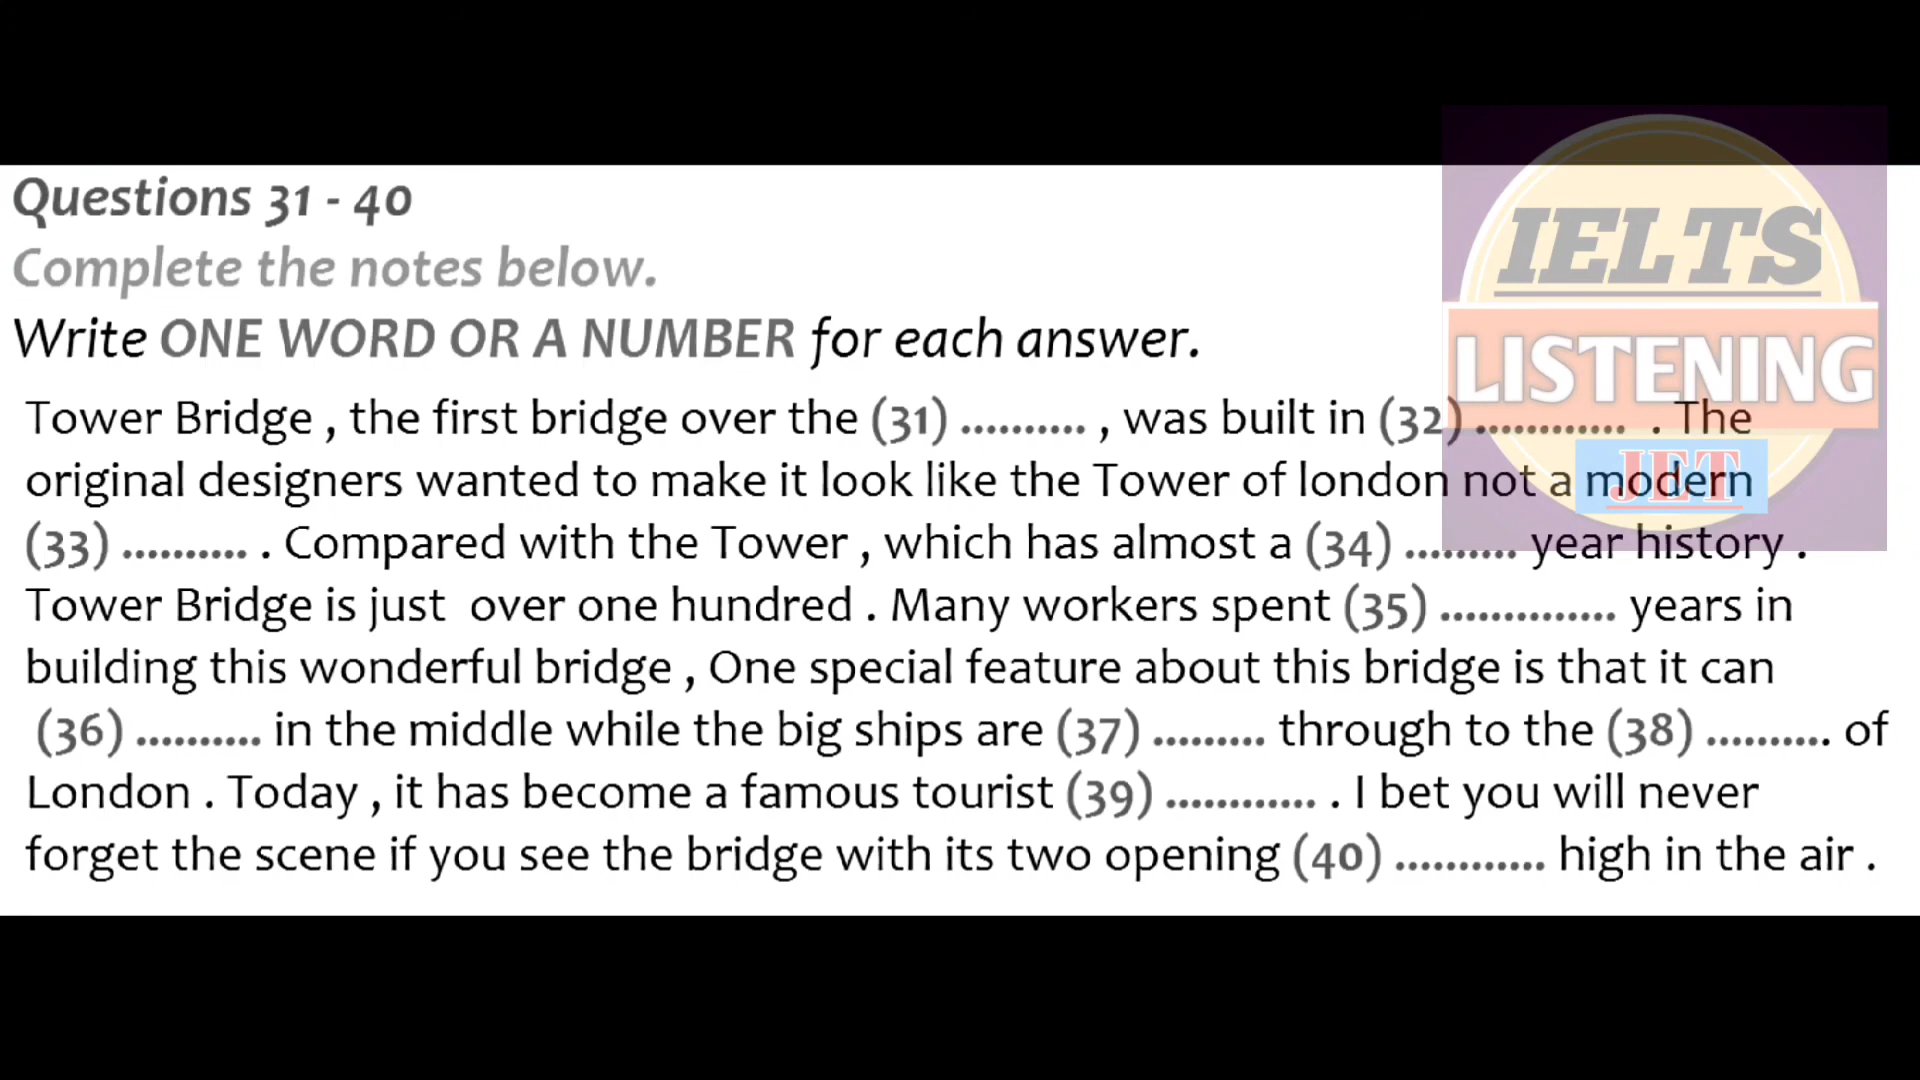 Questions 31 - 40
Complete the notes below.
Write ONE WORD OR A NUMBER for each answer.
IELTS
LISTENING
JET
Tower Bridge , the first bridge over the (31) .......... , was built in (32) ............ . The
original designers wanted to make it look like the Tower of london not a modern
(33) .......... . Compared with the Tower , which has almost a (34) ......... year history .
Tower Bridge is just over one hundred . Many workers spent (35) .............. years in
building this wonderful bridge , One special feature about this bridge is that it can
(36) .......... in the middle while the big ships are (37) ......... through to the (38) .......... of
London . Today , it has become a famous tourist (39) ............ . I bet you will never
forget the scene if you see the bridge with its two opening (40) ............ high in the air .